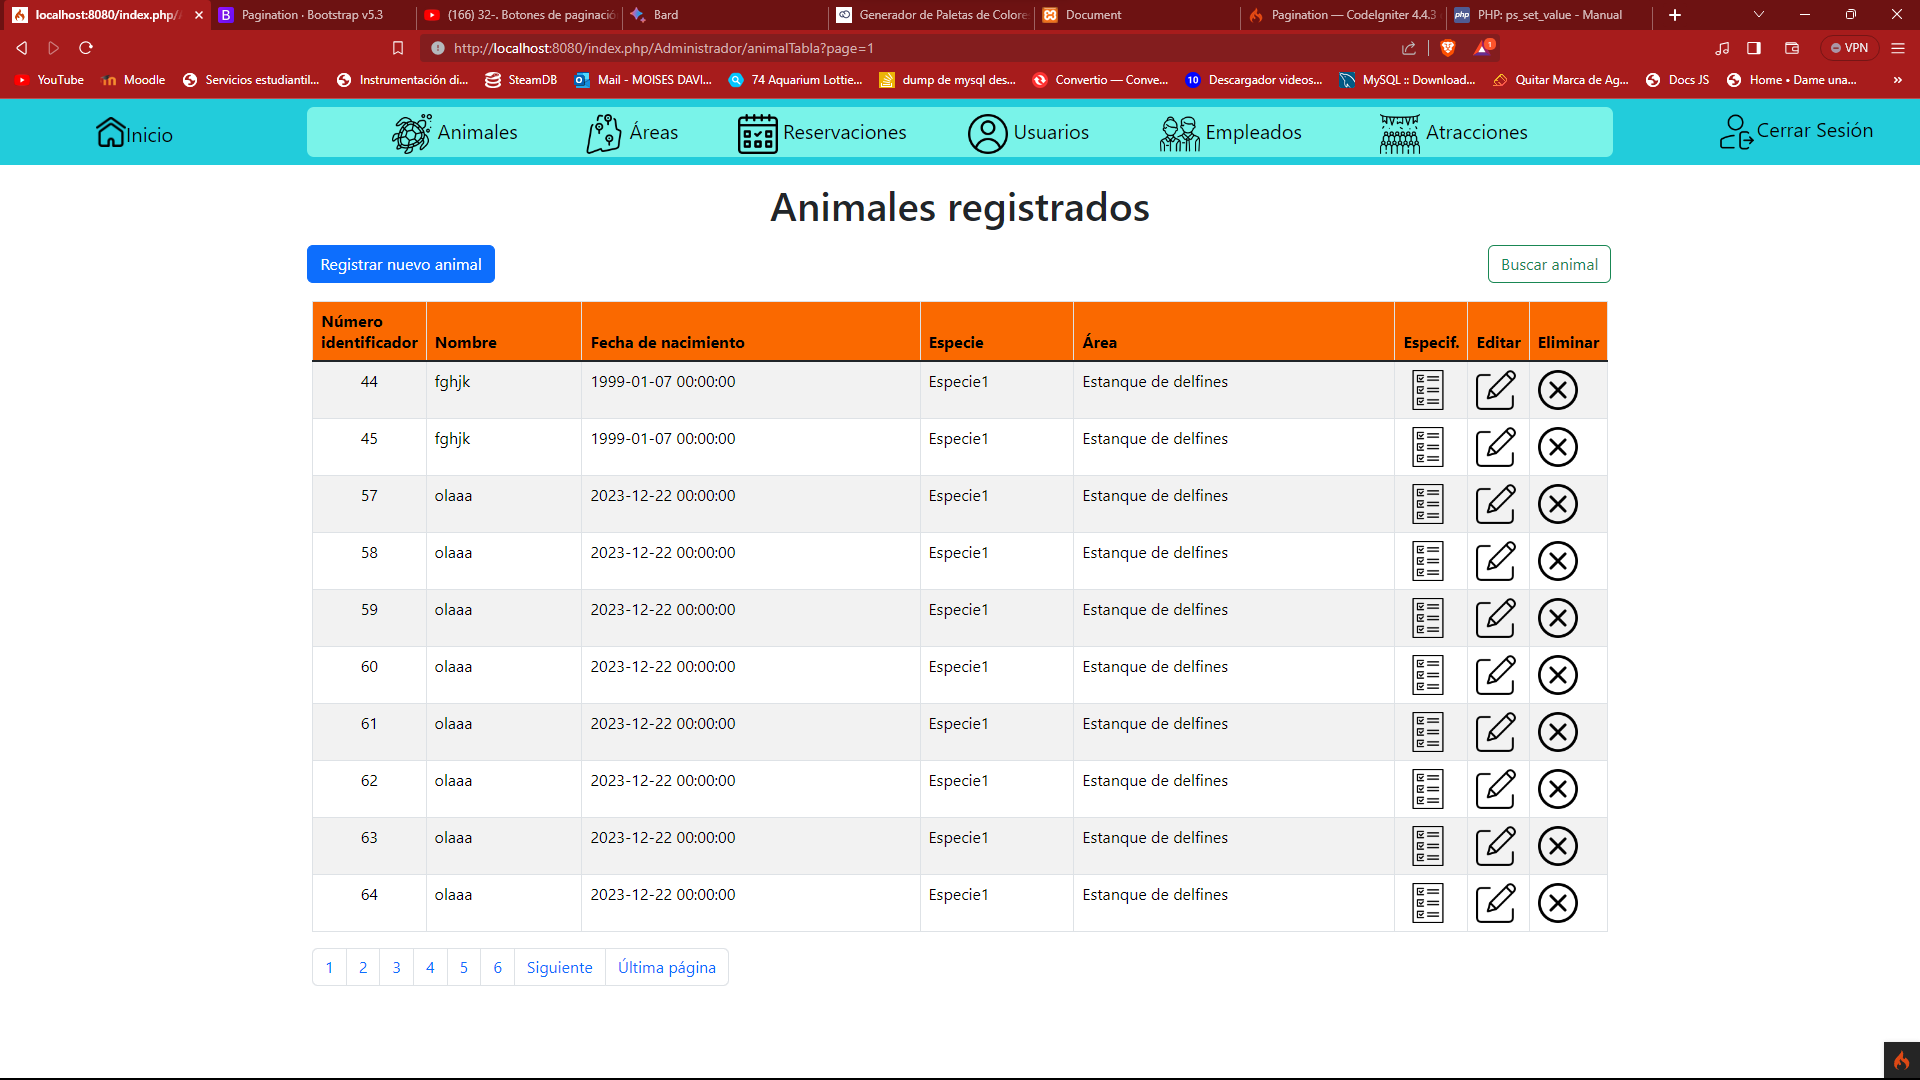 localhost:8080/index.php/A
Pagination · Bootstrap v5.3
(166) 32-. Botones de paginació
Bard
Generador de Paletas de Colore
Document
Pagination — CodeIgniter 4.4.3
PHP: ps_set_value - Manual
http://localhost:8080/index.php/Administrador/animalTabla?page=1
1
VPN
YouTube
Moodle
Servicios estudiantil...
Instrumentación di...
SteamDB
Mail - MOISES DAVI...
74 Aquarium Lottie...
dump de mysql des...
Convertio — Conve...
10 Descargador videos...
MySQL :: Download...
Quitar Marca de Ag...
Docs JS
Home • Dame una...
»
Inicio
Animales
Áreas
Reservaciones
Usuarios
Empleados
Atracciones
Cerrar Sesión
Animales registrados
Registrar nuevo animal
Buscar animal
Número identificador Nombre Fecha de nacimiento Especie Área Especif. Editar Eliminar
44 fghjk 1999-01-07 00:00:00 Especie1 Estanque de delfines
45 fghjk 1999-01-07 00:00:00 Especie1 Estanque de delfines
57 olaaa 2023-12-22 00:00:00 Especie1 Estanque de delfines
58 olaaa 2023-12-22 00:00:00 Especie1 Estanque de delfines
59 olaaa 2023-12-22 00:00:00 Especie1 Estanque de delfines
60 olaaa 2023-12-22 00:00:00 Especie1 Estanque de delfines
61 olaaa 2023-12-22 00:00:00 Especie1 Estanque de delfines
62 olaaa 2023-12-22 00:00:00 Especie1 Estanque de delfines
63 olaaa 2023-12-22 00:00:00 Especie1 Estanque de delfines
64 olaaa 2023-12-22 00:00:00 Especie1 Estanque de delfines
1 2 3 4 5 6 Siguiente Última página